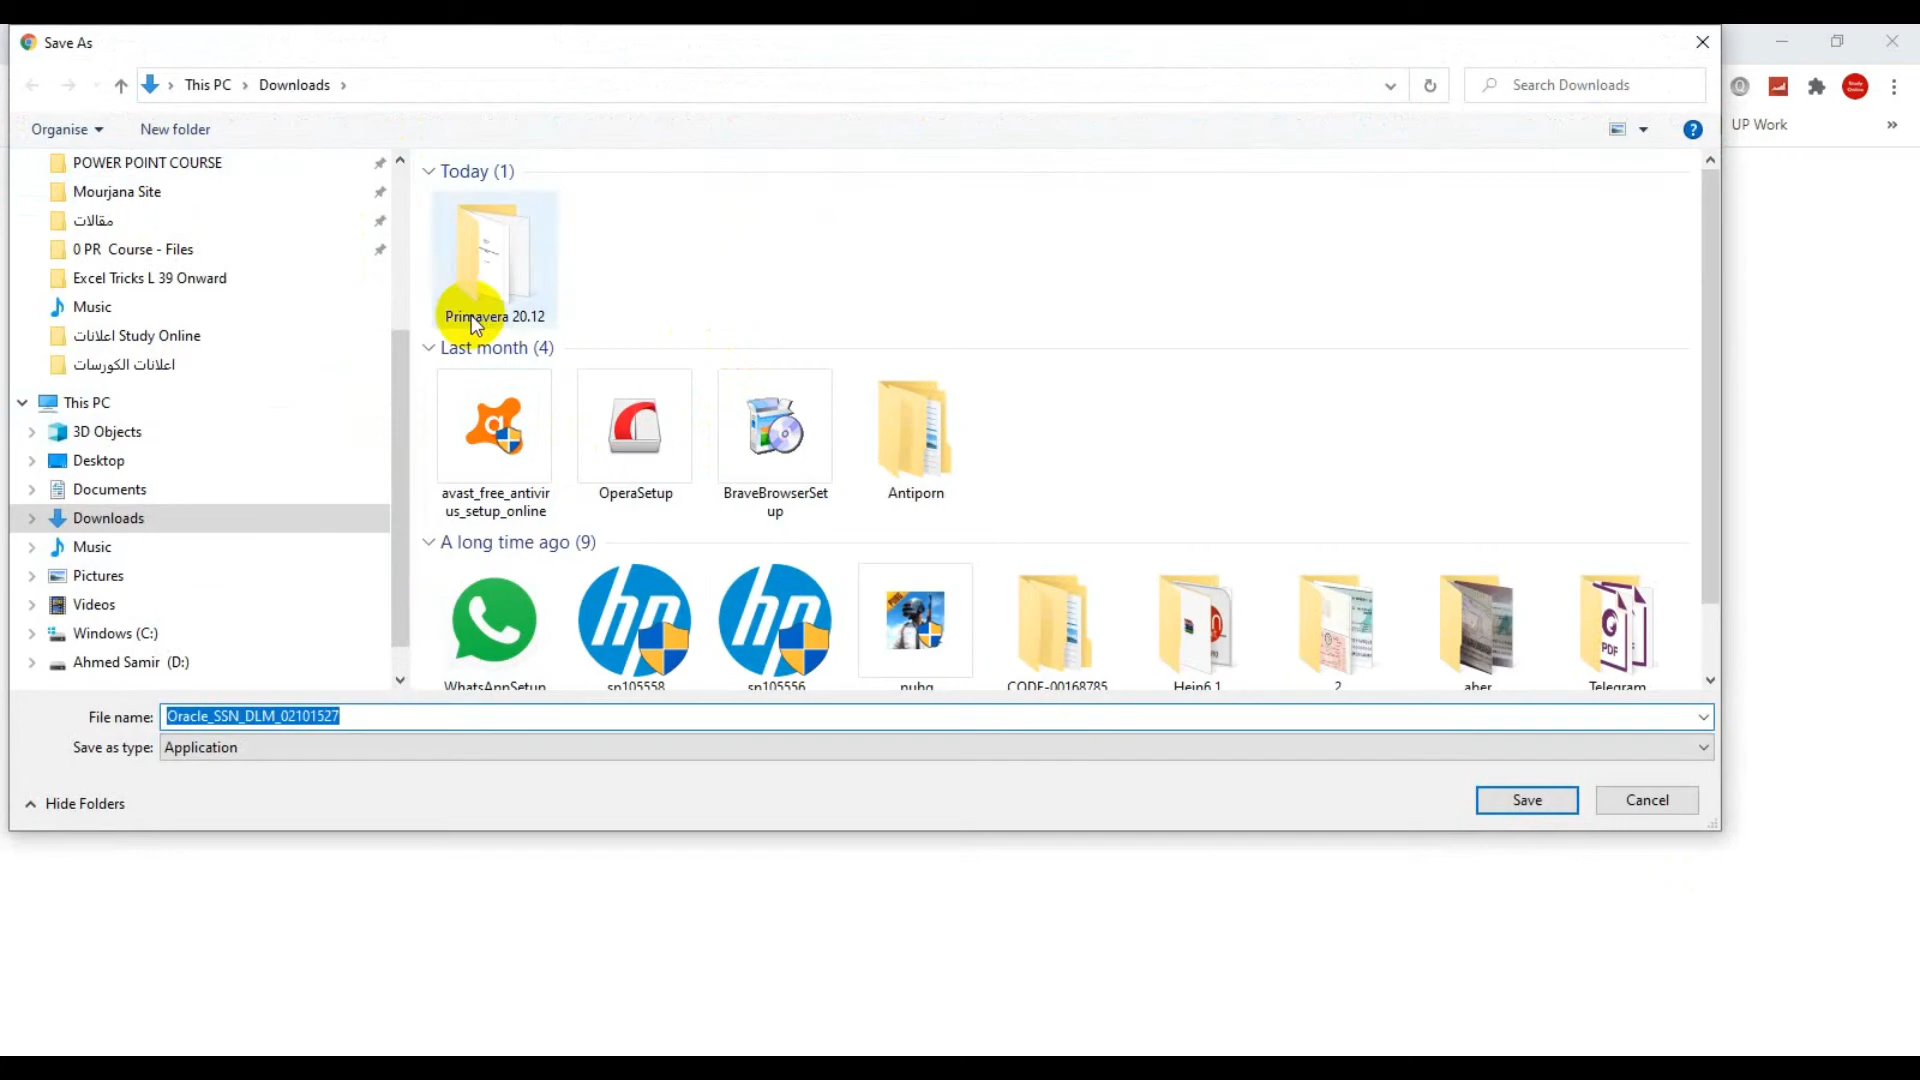 Save As
This PC
Downloads
Search Downloads
Organise
New folder
UP Work
POWER POINT COURSE
Mourjana Site
مقالات
0 PR Course - Files
Excel Tricks L 39 Onward
Music
اعلانات Study Online
اعلانات الكورسات
This PC
3D Objects
Desktop
Documents
Downloads
Music
Pictures
Videos
Windows (C:)
Ahmed Samir (D:)
Today (1)
Primavera 20.12
Last month (4)
avast_free_antivir
us_setup_online
OperaSetup
BraveBrowserSet
up
Antiporn
A long time ago (9)
WhatsAppSetup
sp105558
sp105556
pubg
CODE-00168785
2
aber
Telegram
File name:
Oracle_SSN_DLM_02101527
Save as type:
Application
Hide Folders
Save
Cancel